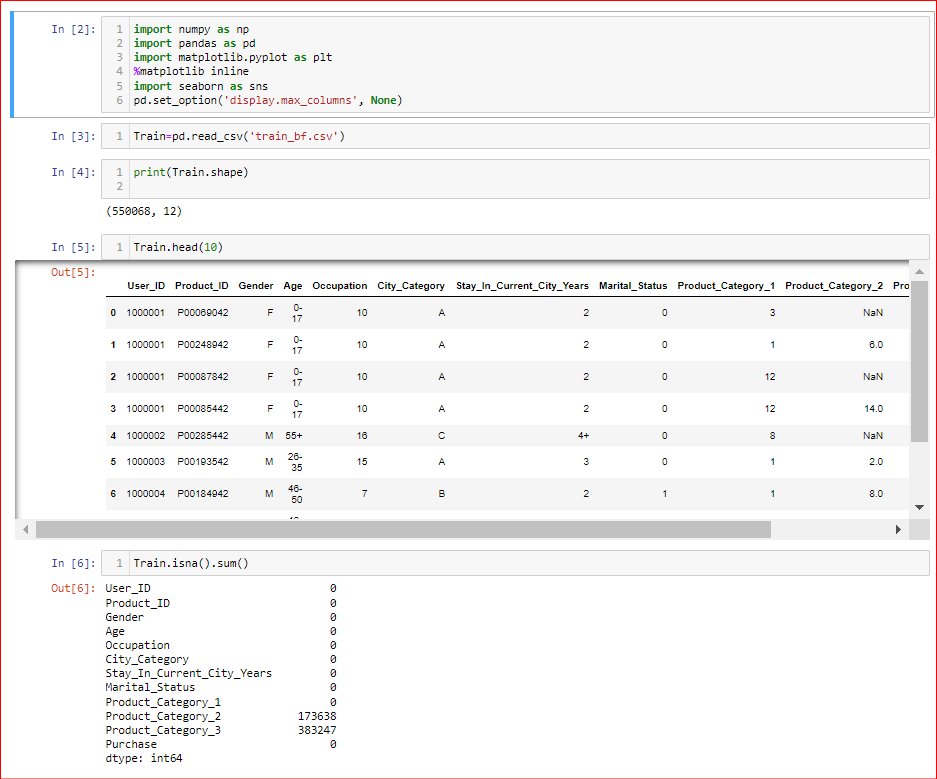 In [2]:
1 import numpy as np
2 import pandas as pd
3 import matplotlib.pyplot as plt
4 %matplotlib inline
5 import seaborn as sns
6 pd.set_option('display.max_columns', None)
In [3]:
1 Train=pd.read_csv('train_bf.csv')
In [4]:
1 print(Train.shape)
2
(550068, 12)
In [5]:
1 Train.head(10)
Out[5]:
User_ID Product_ID Gender Age Occupation City_Category Stay_In_Current_City_Years Marital_Status Product_Category_1 Product_Category_2 Pro
0 1000001 P00069042 F 0-17 10 A 2 0 3 NaN
1 1000001 P00248942 F 0-17 10 A 2 0 1 6.0
2 1000001 P00087842 F 0-17 10 A 2 0 12 NaN
3 1000001 P00085442 F 0-17 10 A 2 0 12 14.0
4 1000002 P00285442 M 55+ 16 C 4+ 0 8 NaN
5 1000003 P00193542 M 26-35 15 A 3 0 1 2.0
6 1000004 P00184942 M 46-50 7 B 2 1 1 8.0
In [6]:
1 Train.isna().sum()
Out[6]:
User_ID 0
Product_ID 0
Gender 0
Age 0
Occupation 0
City_Category 0
Stay_In_Current_City_Years 0
Marital_Status 0
Product_Category_1 0
Product_Category_2 173638
Product_Category_3 383247
Purchase 0
dtype: int64